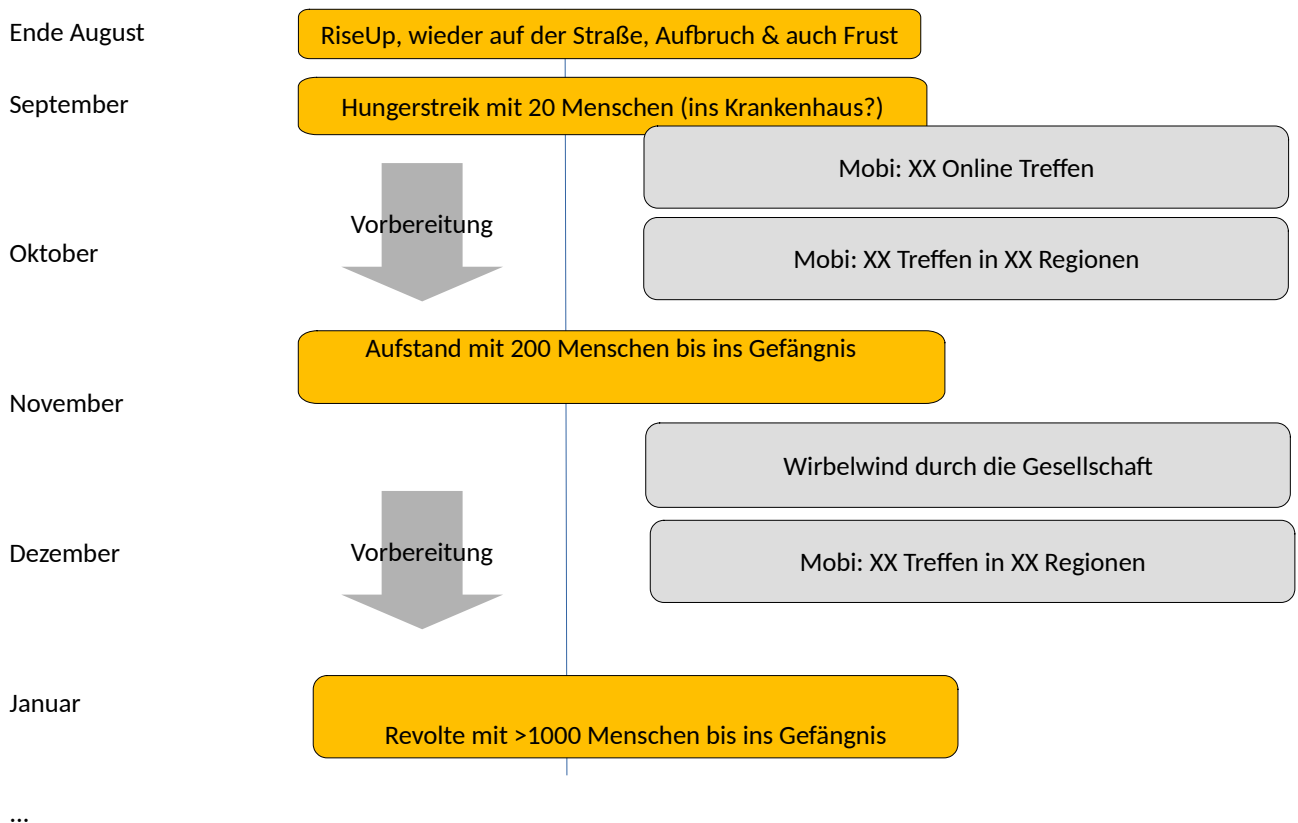 Ende August
RiseUp, wieder auf der Straße, Aufbruch & auch Frust
September
Hungerstreik mit 20 Menschen (ins Krankenhaus?)
Mobi: XX Online Treffen
Vorbereitung
Oktober
Mobi: XX Treffen in XX Regionen
Aufstand mit 200 Menschen bis ins Gefängnis
November
Wirbelwind durch die Gesellschaft
Vorbereitung
Dezember
Mobi: XX Treffen in XX Regionen
Januar
Revolte mit >1000 Menschen bis ins Gefängnis
...